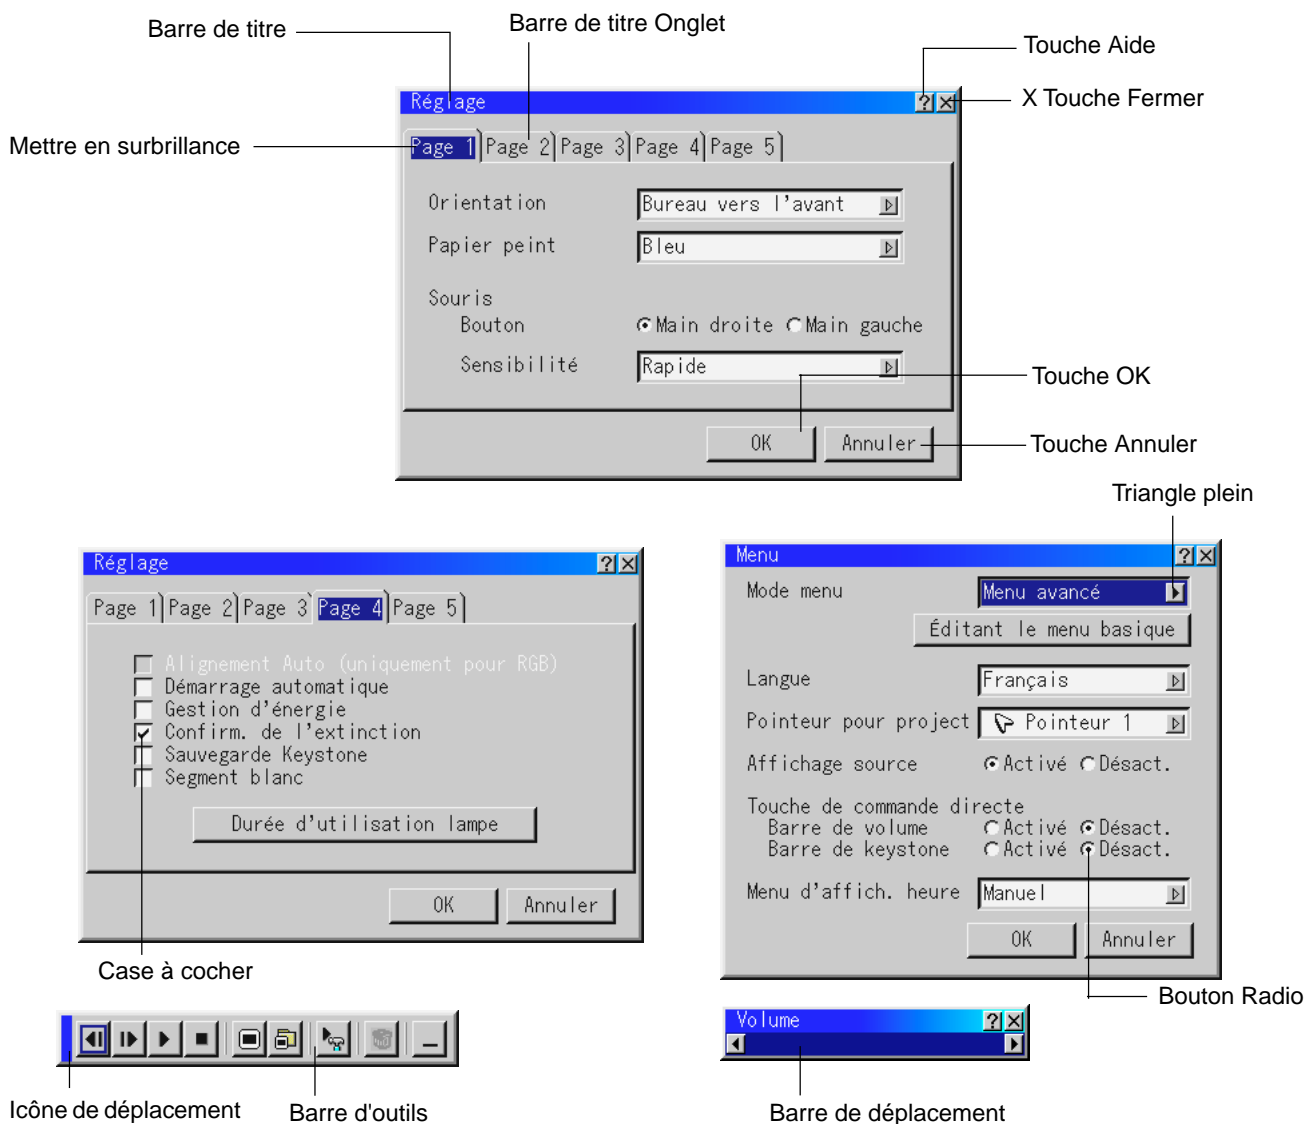 Barre de titre
Barre de titre Onglet
Touche Aide
Réglage
?
X Touche Fermer
Mettre en surbrillance
Page 1 Page 2 Page 3 Page 4 Page 5
Orientation Bureau vers l'avant
Papier peint Bleu
Souris
Bouton Main droite Main gauche
Sensibilité Rapide
Touche OK
OK Annuler
Touche Annuler
Triangle plein
Réglage
?
Page 1 Page 2 Page 3 Page 4 Page 5
Alignement Auto (uniquement pour RGB)
Démarrage automatique
Gestion d'énergie
Confirm. de l'extinction
Sauvegarde Keystone
Segment blanc
Durée d'utilisation lampe
OK Annuler
Case à cocher
Menu
?
Mode menu Menu avancé
Éditant le menu basique
Langue Français
Pointeur pour project Pointeur 1
Affichage source Activé Désact.
Touche de commande directe
Barre de volume Activé Désact.
Barre de keystone Activé Désact.
Menu d'affich. heure Manuel
OK Annuler
Bouton Radio
Icône de déplacement
Barre d'outils
Volume
?
Barre de déplacement